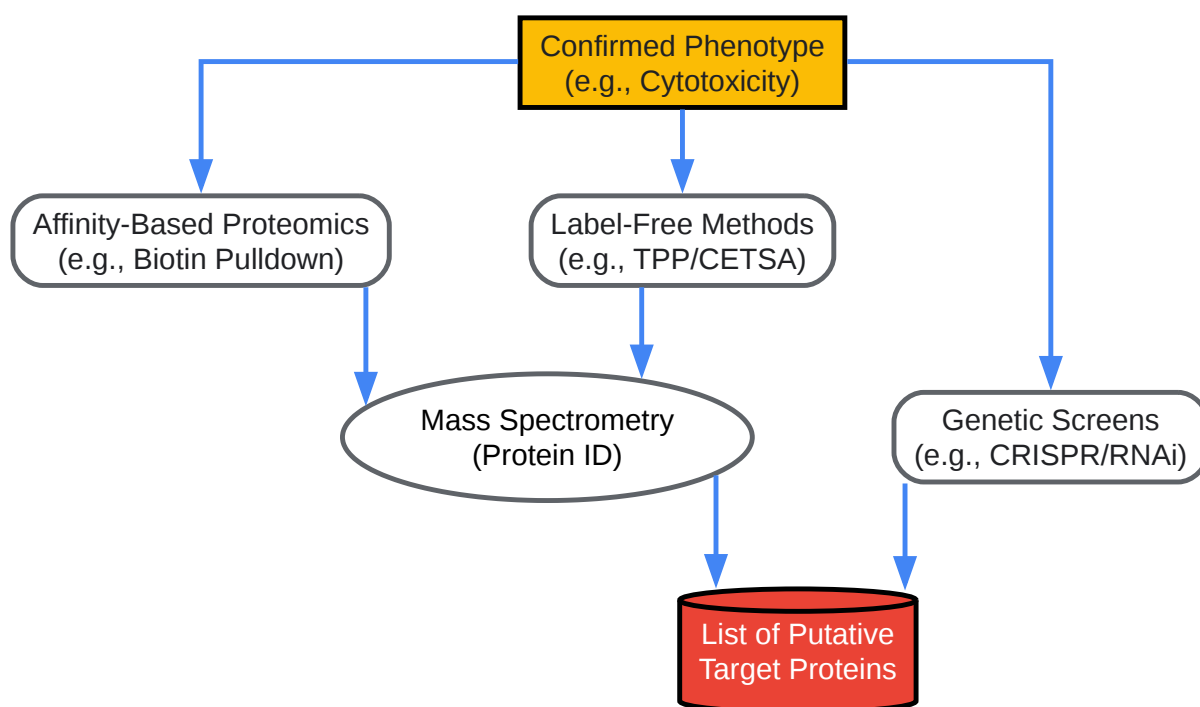 Confirmed Phenotype
(e.g., Cytotoxicity)
Affinity-Based Proteomics
(e.g., Biotin Pulldown)
Label-Free Methods
(e.g., TPP/CETSA)
Mass Spectrometry
(Protein ID)
Genetic Screens
(e.g., CRISPR/RNAi)
List of Putative
Target Proteins